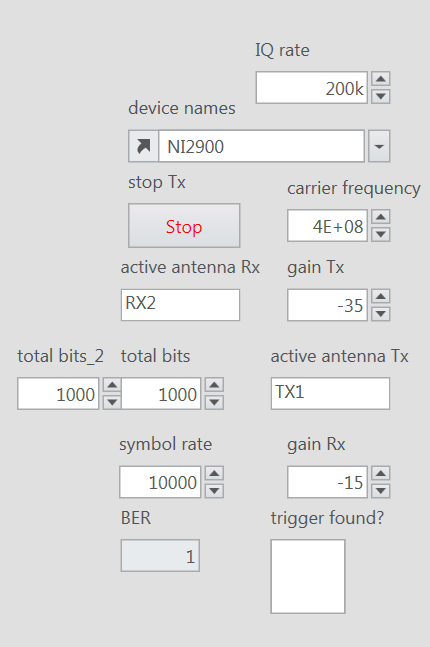 IQ rate
200k
device names
NI2900
stop Tx
carrier frequency
Stop
4E+08
active antenna Rx
gain Tx
RX2
-35
total bits_2
total bits
active antenna Tx
1000
1000
TX1
symbol rate
gain Rx
10000
-15
BER
trigger found?
1